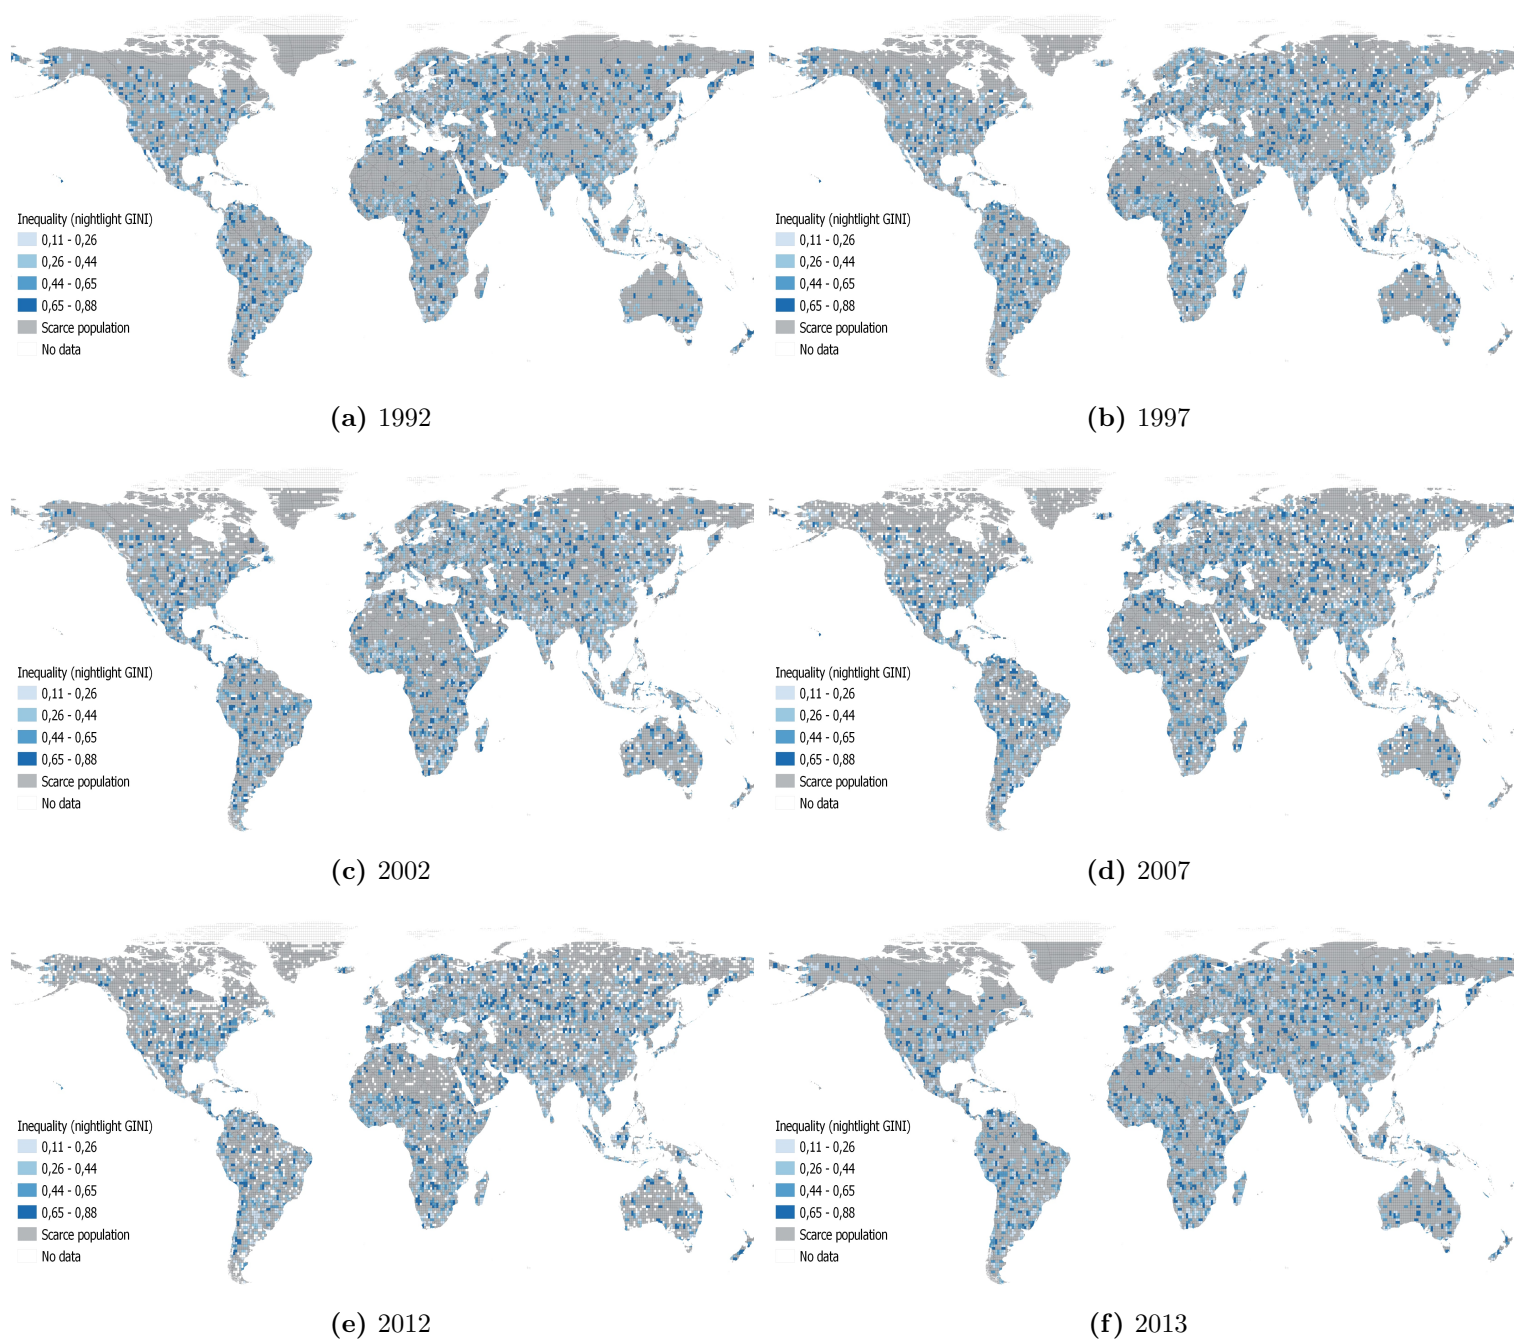 Inequality (nightlight GINI)
0,11 - 0,26
0,26 - 0,44
0,44 - 0,65
0,65 - 0,88
Scarce population
No data
Inequality (nightlight GINI)
0,11 - 0,26
0,26 - 0,44
0,44 - 0,65
0,65 - 0,88
Scarce population
No data
(a) 1992
(b) 1997
Inequality (nightlight GINI)
0,11 - 0,26
0,26 - 0,44
0,44 - 0,65
0,65 - 0,88
Scarce population
No data
Inequality (nightlight GINI)
0,11 - 0,26
0,26 - 0,44
0,44 - 0,65
0,65 - 0,88
Scarce population
No data
(c) 2002
(d) 2007
Inequality (nightlight GINI)
0,11 - 0,26
0,26 - 0,44
0,44 - 0,65
0,65 - 0,88
Scarce population
No data
Inequality (nightlight GINI)
0,11 - 0,26
0,26 - 0,44
0,44 - 0,65
0,65 - 0,88
Scarce population
No data
(e) 2012
(f) 2013